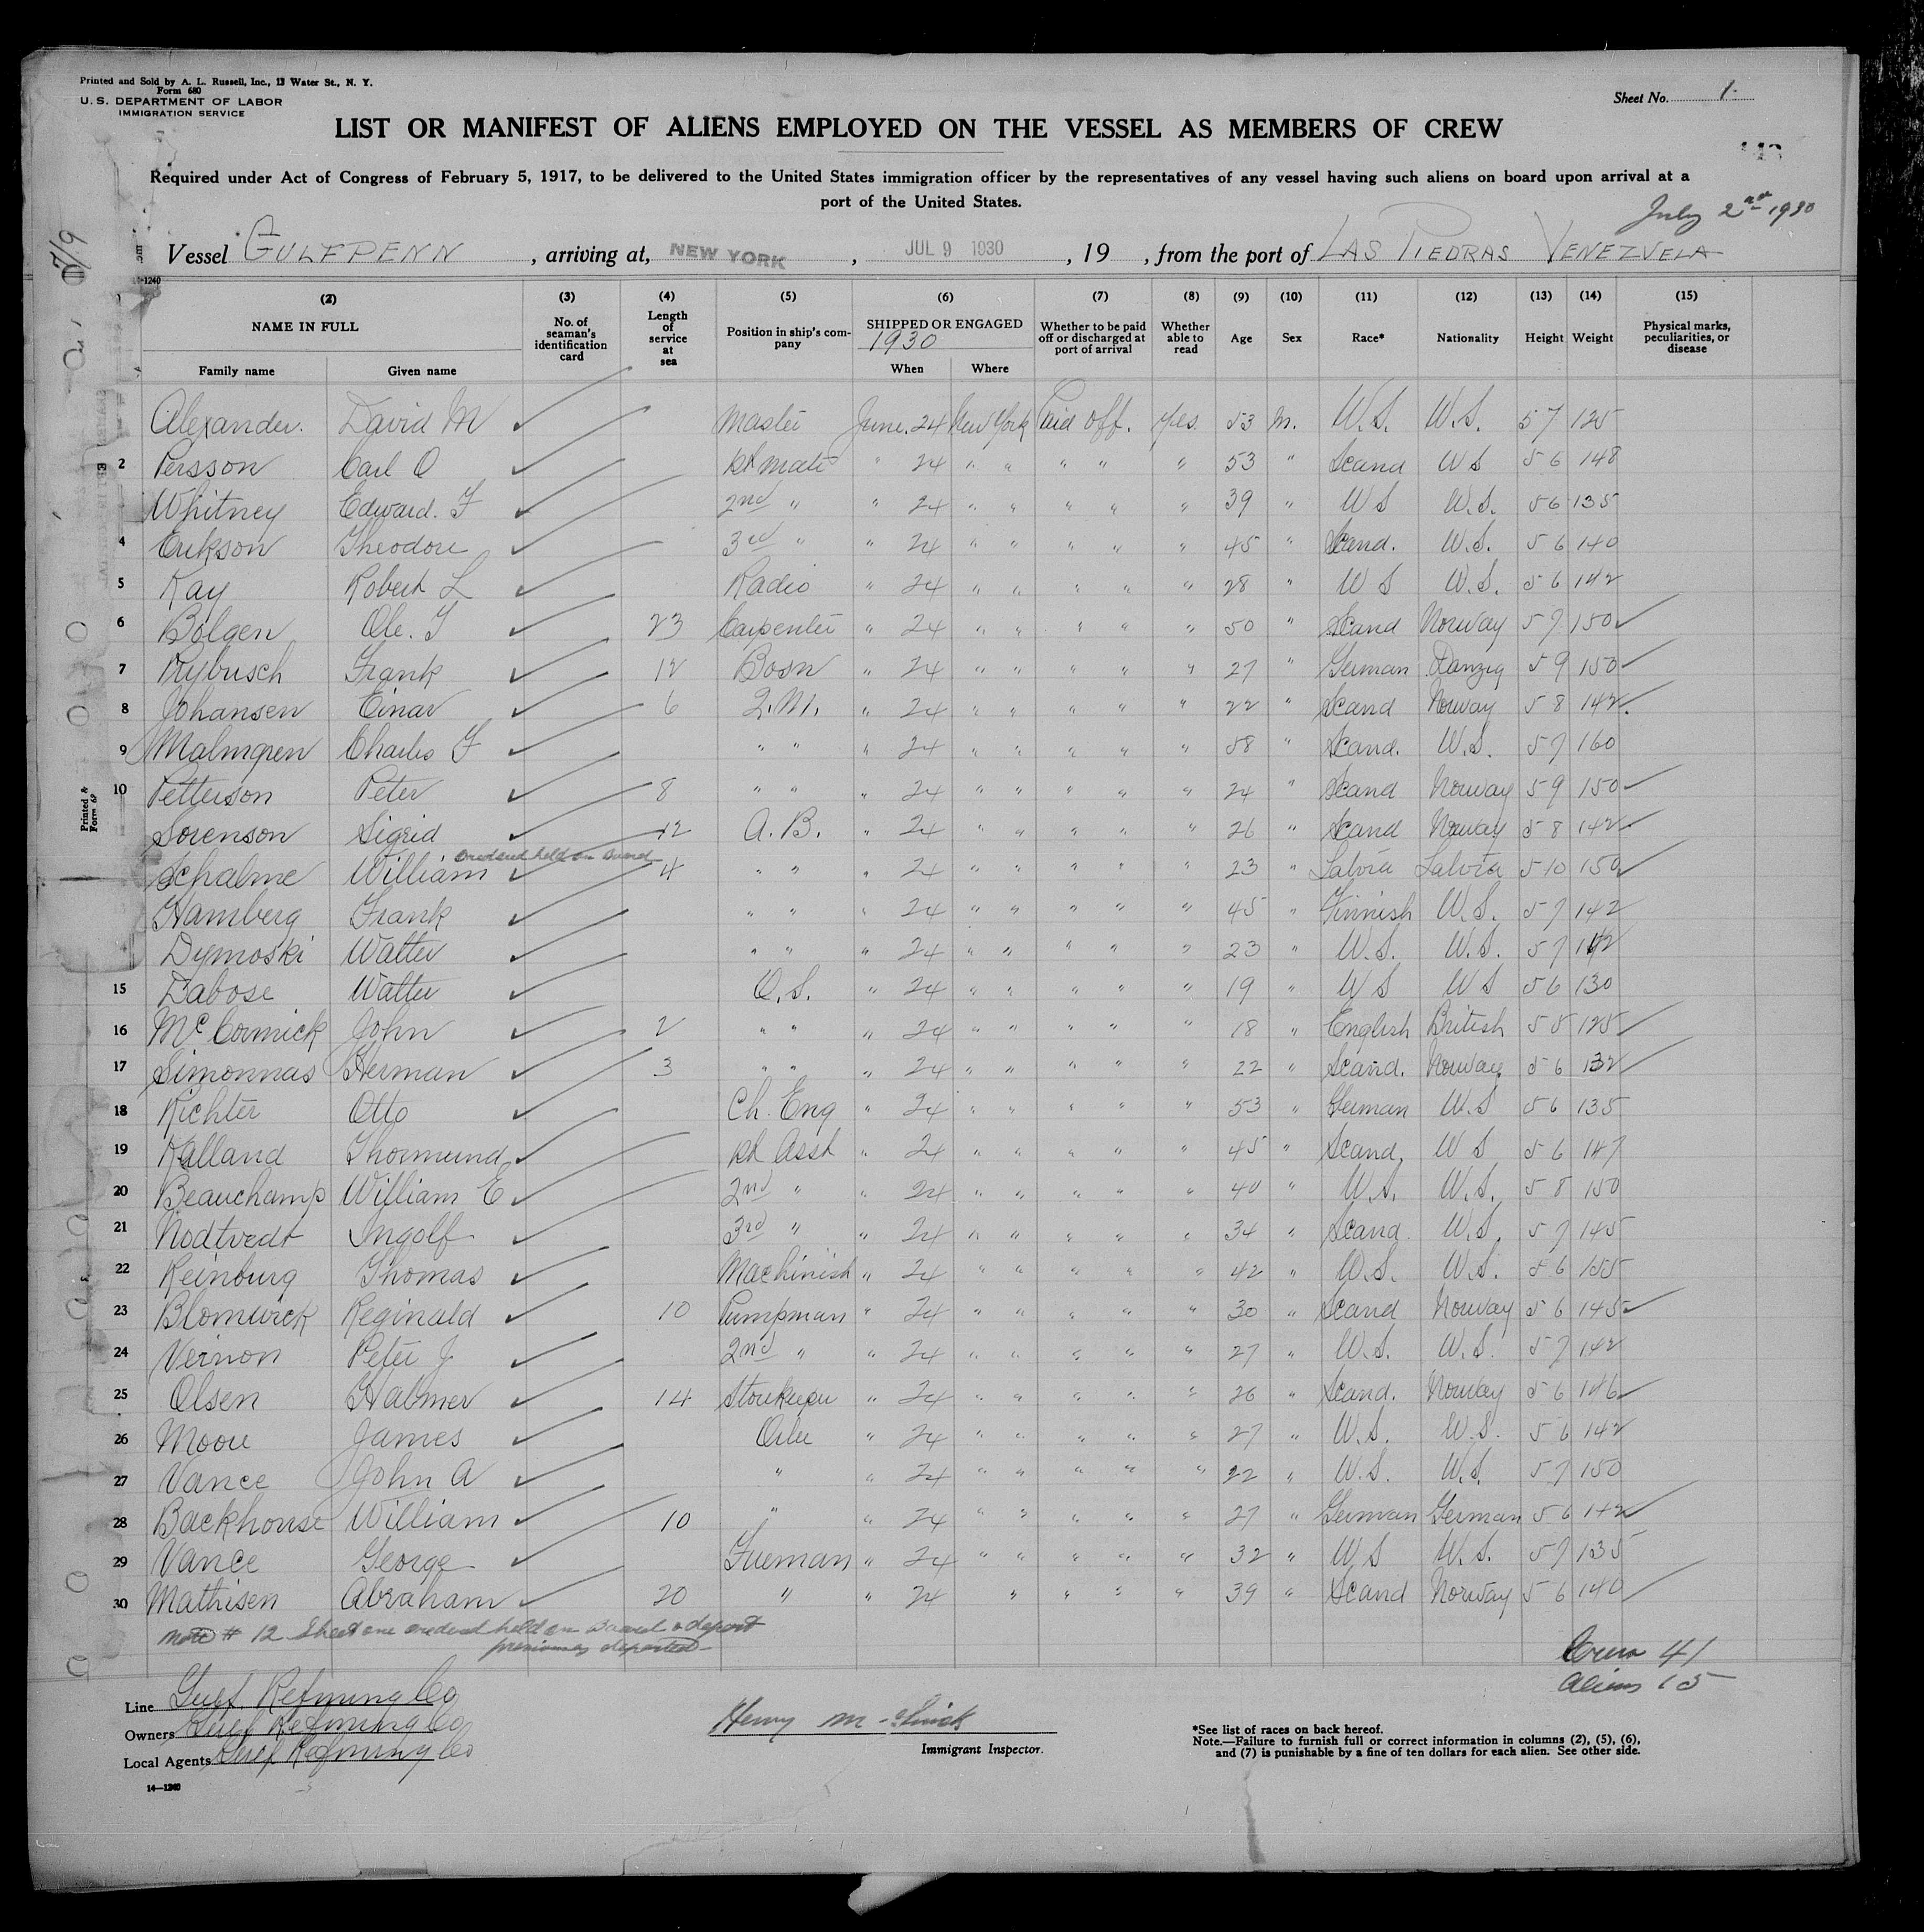 Printed and Sold by A. L. Russell, Inc., 13 Water St., N. Y.
Form 680
U. S. DEPARTMENT OF LABOR
IMMIGRATION SERVICE
Sheet No. 1.
LIST OR MANIFEST OF ALIENS EMPLOYED ON THE VESSEL AS MEMBERS OF CREW
Required under Act of Congress of February 5, 1917, to be delivered to the United States immigration officer by the representatives of any vessel having such aliens on board upon arrival at a
port of the United States.
July 2nd 1930
Vessel GULFPENN, arriving at, NEW YORK, JUL 9 1930, 19 , from the port of LAS PIEDRAS VENEZUELA
(2) (3) (4) (5) (6) (7) (8) (9) (10) (11) (12) (13) (14) (15)
NAME IN FULL No. of seaman's identification card Length of service at sea Position in ship's company SHIPPED OR ENGAGED 1930 Whether to be paid off or discharged at port of arrival Whether able to read Age Sex Race* Nationality Height Weight Physical marks, peculiarities, or disease
Family name Given name When Where
Alexander. David M Master June. 24 New York Paid off. Yes. 53 M. U.S. U.S. 5 7 125
2 Persson Carl O 1st mate " 24 " " " " " 53 " Scand U S 5 6 148
Whitney Edward. F 2nd " " 24 " " " " " 39 " U S U.S. 5 6 135
4 Erikson Theodore 3rd " " 24 " " " " " 45 " Scand. U.S. 5 6 140
5 Kay Robert L Radio " 24 " " " " " 28 " U S U.S. 5 6 142
6 Bolgen Ole. T 23 Carpenter " 24 " " " " " 50 " Scand Norway 5 7 150
7 Frank 12 Bosn " 24 " " " " " 27 " German Danzig 5 9 150
8 Johansen Einar 6 Q.M. " 24 " " " " " 22 " Scand Norway 5 8 142
9 Malmgren Charles F " " " 24 " " " " " 58 " Scand. U.S. 5 7 160
10 Petterson Peter 8 " " " 24 " " " " " 24 " Scand Norway 5 9 150
Sorenson Sigrid 12 A. B. " 24 " " " " " 26 " Scand Norway 5 8 142
ordered held on board
Schalme William 4 " " " 24 " " " " " 23 " Latvia Latvia 5 10 150
Hamberg Frank " " " 24 " " " " " 45 " Finnish U.S. 5 7 142
Dymoski Walter " " " 24 " " " " " 23 " U.S. U.S. 5 7 142
15 Dabose Walter O.S. " 24 " " " " " 19 " U S U S 5 6 130
16 McCormick John 2 " " " 24 " " " " " 18 " English British 5 5 125
17 Simonnas Herman 3 " " " 24 " " " " " 22 " Scand. Norway 5 6 132
18 Richter Otto Ch. Eng " 24 " " " " " 53 " German U.S 5 6 135
19 Kalland Thormund 1st Asst " 24 " " " " " 45 " Scand. U S 5 6 147
20 Beauchamp William E 2nd " " 24 " " " " " 40 " U.S. U.S. 5 8 150
21 Nodtvedt Ingolf 3rd " " 24 " " " " " 34 " Scand. U.S. 5 7 145
22 Reinburg Thomas Machinist " 24 " " " " " 42 " U.S. U.S. 5 6 155
23 Blomvick Reginald 10 Pumpman " 24 " " " " " 30 " Scand Norway 5 6 145
24 Vernon Peter J 2nd " " 24 " " " " " 27 " U.S. U.S. 5 7 142
25 Olsen Halmer 14 Storekeeper " 24 " " " " " 26 " Scand. Norway 5 6 146
26 Moore James Oiler " 24 " " " " " 27 " U.S. U.S. 5 6 142
27 Vance John A " " 24 " " " " " 22 " U.S. U.S. 5 7 150
28 Backhouse William 10 " " 24 " " " " " 27 " German German 5 6 142
29 Vance George Fireman " 24 " " " " " 32 " U S U.S. 5 7 135
30 Mathisen Abraham 20 " " 24 " " " " 39 " Scand Norway 5 6 140
Note # 12 Sheet one ordered held on Board & deport
previously deported
Crew 41
Aliens 15
Line Gulf Refining Co
Owners Gulf Refining Co
Local Agents Gulf Refining Co
Henry
Immigrant Inspector.
*See list of races on back hereof.
Note.—Failure to furnish full or correct information in columns (2), (5), (6),
and (7) is punishable by a fine of ten dollars for each alien. See other side.
14—1240